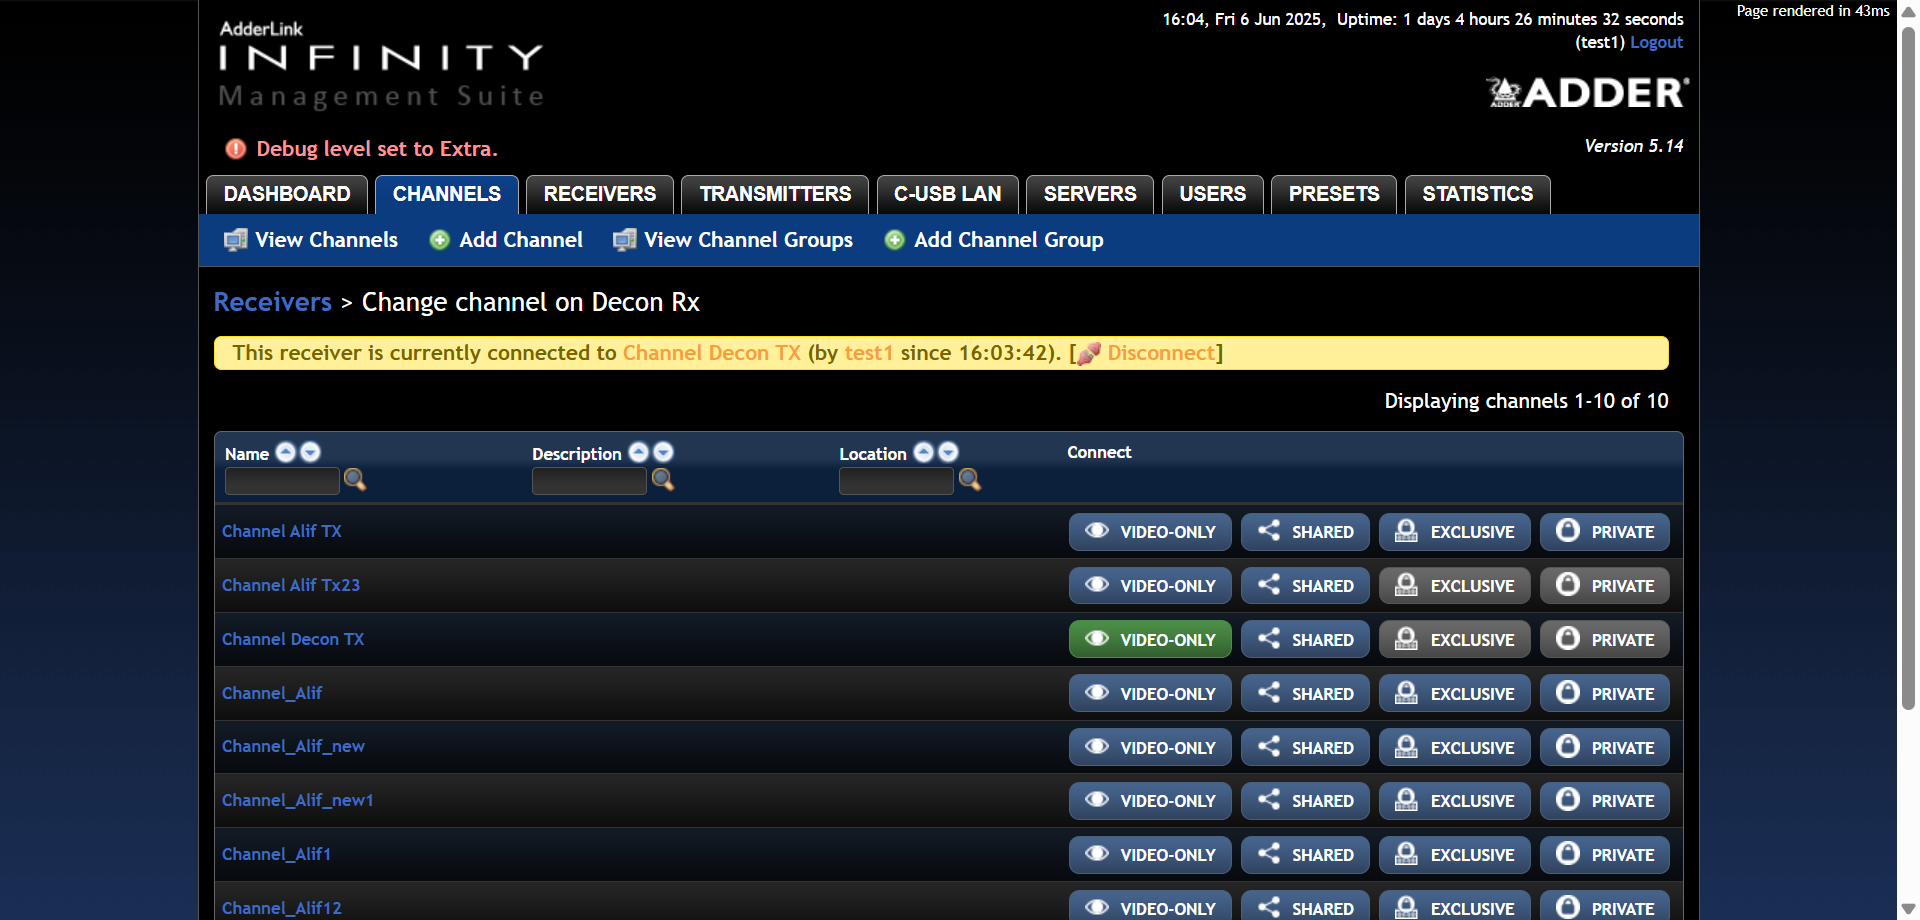 Page rendered in 43ms
AdderLink
INFINITY
Management Suite
16:04, Fri 6 Jun 2025, Uptime: 1 days 4 hours 26 minutes 32 seconds
(test1) Logout
ADDER ADDER®
Debug level set to Extra.
Version 5.14
DASHBOARD CHANNELS RECEIVERS TRANSMITTERS C-USB LAN SERVERS USERS PRESETS STATISTICS
View Channels Add Channel View Channel Groups Add Channel Group
Receivers > Change channel on Decon Rx
This receiver is currently connected to Channel Decon TX (by test1 since 16:03:42). [Disconnect]
Displaying channels 1-10 of 10
Name Description Location Connect
Channel Alif TX VIDEO-ONLY SHARED EXCLUSIVE PRIVATE
Channel Alif Tx23 VIDEO-ONLY SHARED EXCLUSIVE PRIVATE
Channel Decon TX VIDEO-ONLY SHARED EXCLUSIVE PRIVATE
Channel_Alif VIDEO-ONLY SHARED EXCLUSIVE PRIVATE
Channel_Alif_new VIDEO-ONLY SHARED EXCLUSIVE PRIVATE
Channel_Alif_new1 VIDEO-ONLY SHARED EXCLUSIVE PRIVATE
Channel_Alif1 VIDEO-ONLY SHARED EXCLUSIVE PRIVATE
Channel_Alif12 VIDEO-ONLY SHARED EXCLUSIVE PRIVATE